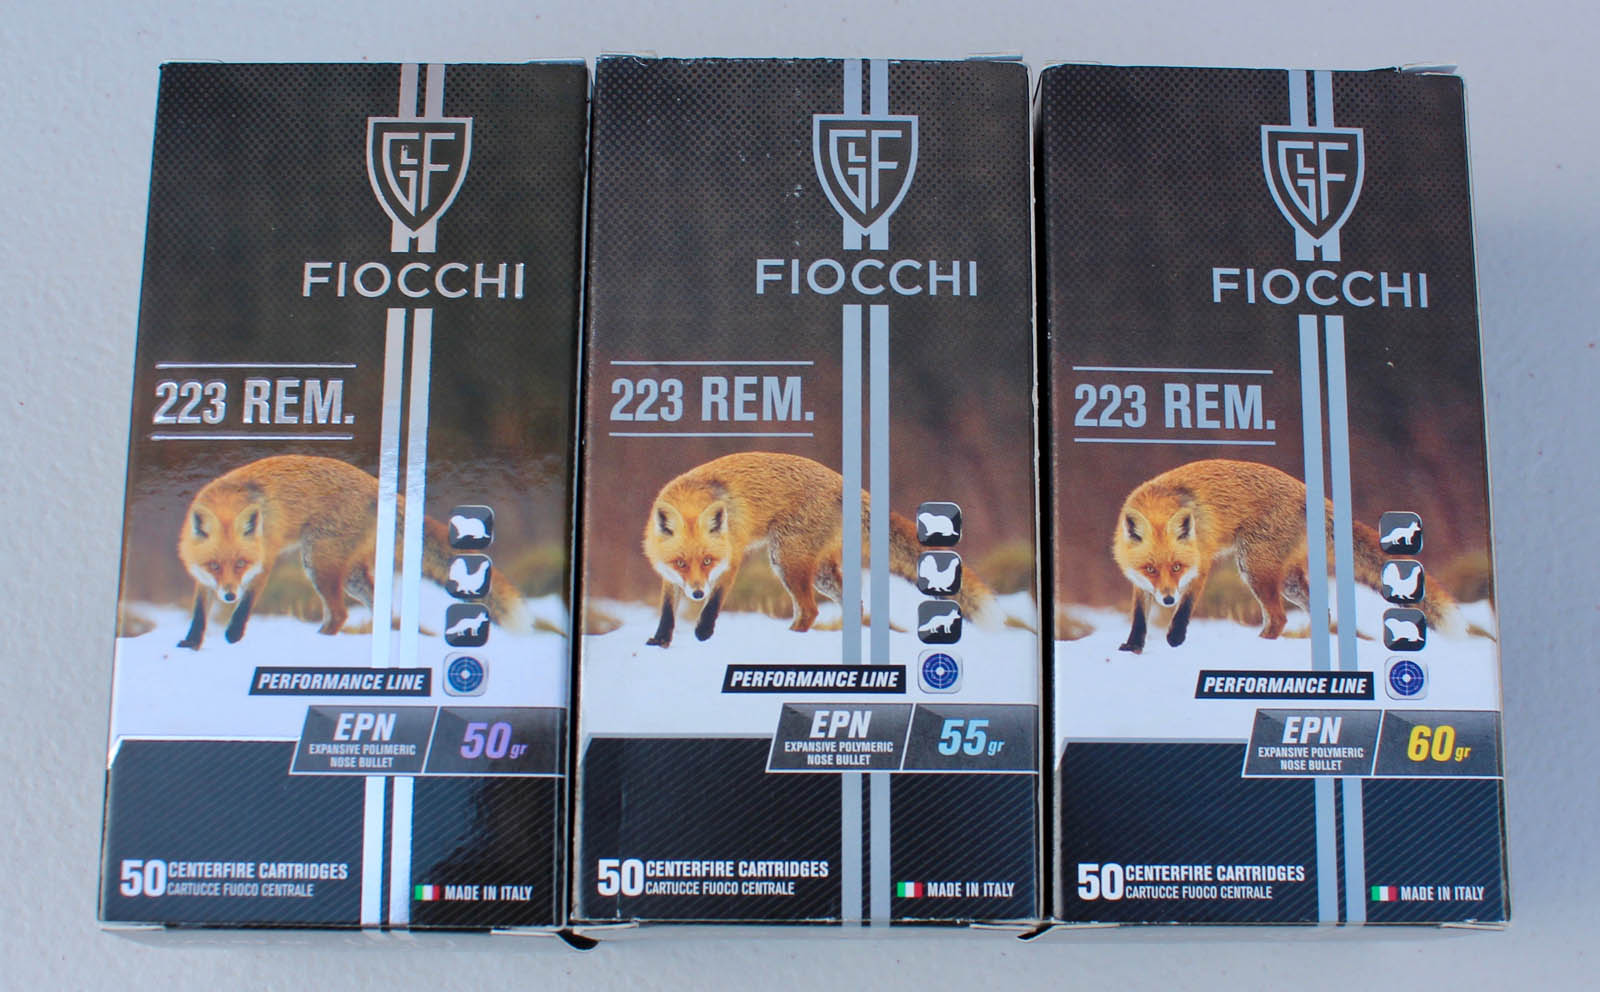 GF
FIOCCHI
223 REM.
PERFORMANCE LINE
EPN
EXPANSIVE POLIMERIC
NOSE BULLET
50gr
50 CENTERFIRE CARTRIDGES
CARTUCCE FUOCO CENTRALE
MADE IN ITALY
GF
FIOCCHI
223 REM.
PERFORMANCE LINE
EPN
EXPANSIVE POLYMERIC
NOSE BULLET
55gr
50 CENTERFIRE CARTRIDGES
CARTUCCE FUOCO CENTRALE
MADE IN ITALY
GF
FIOCCHI
223 REM.
PERFORMANCE LINE
EPN
EXPANSIVE POLYMERIC
NOSE BULLET
60gr
50 CENTERFIRE CARTRIDGES
CARTUCCE FUOCO CENTRALE
MADE IN ITALY